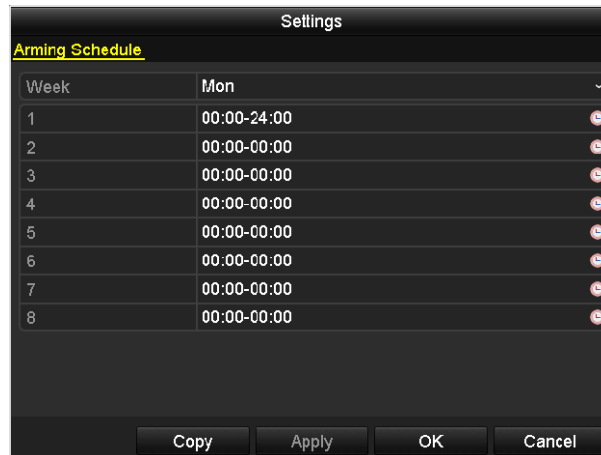 Settings
Arming Schedule
Week Mon
1 00:00-24:00
2 00:00-00:00
3 00:00-00:00
4 00:00-00:00
5 00:00-00:00
6 00:00-00:00
7 00:00-00:00
8 00:00-00:00
Copy Apply OK Cancel